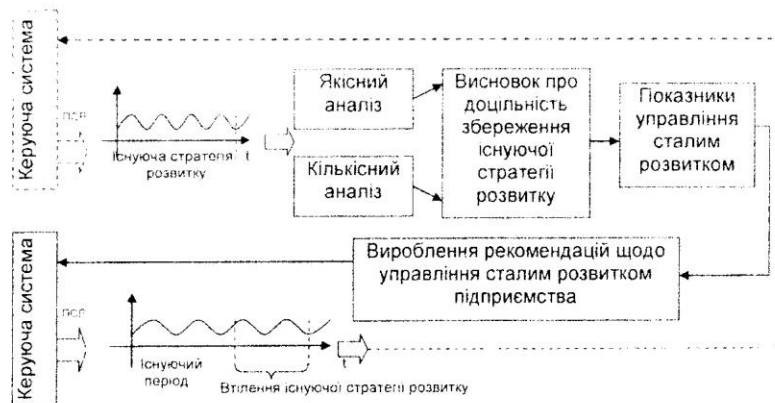 Керуюча система
Якісний
аналіз
Кількісний
аналіз
Висновок про
доцільність
збереження
існуючої
стратегії
розвитку
Показники
управління
сталим
розвитком
Існуюча стратегія t
розвитку
Керуюча система
Вироблення рекомендацій щодо
управління сталим розвитком
підприємства
Існуючий
період
t
Втілення існуючої стратегії розвитку